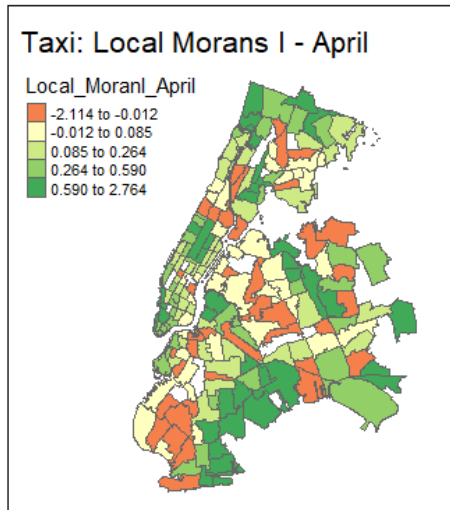 Taxi: Local Morans I - April
Local_MoranI_April
-2.114 to -0.012
-0.012 to 0.085
0.085 to 0.264
0.264 to 0.590
0.590 to 2.764